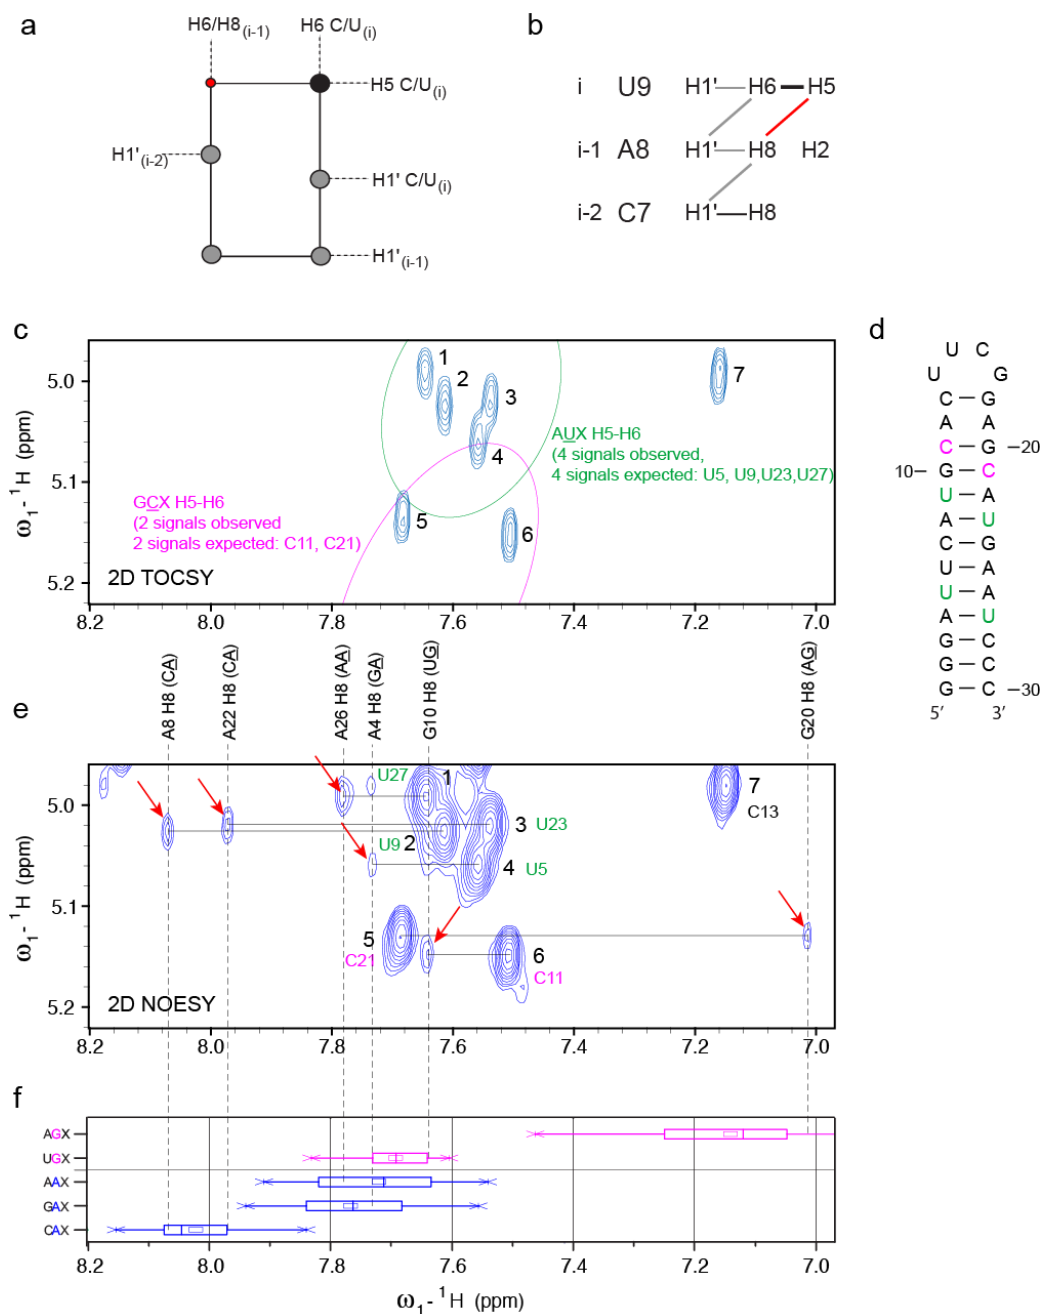 a
H6/H8(i-1)
H6 C/U(i)
H5 C/U(i)
H1'(i-2)
H1' C/U(i)
H1'(i-1)
b
i U9 H1' H6 H5
i-1 A8 H1' H8 H2
i-2 C7 H1' H8
c
5.0
5.1
5.2
ω1 - 1H (ppm)
1
2
3
4
5
6
7
AUX H5-H6
(4 signals observed,
4 signals expected: U5, U9,U23,U27)
GCX H5-H6
(2 signals observed
2 signals expected: C11, C21)
2D TOCSY
8.2 8.0 7.8 7.6 7.4 7.2 7.0
d
U C
U G
C G
A A
C G –20
10 – G C
U A
A U
C G
U A
U A
A U
G C
G C
G C –30
5' 3'
e
A8 H8 (CA)
A22 H8 (CA)
A26 H8 (AA)
A4 H8 (GA)
G10 H8 (UG)
G20 H8 (AG)
5.0
5.1
5.2
ω1 - 1H (ppm)
U27
1
7
C13
3 U23
U9 2
4 U5
5
C21
6
C11
2D NOESY
8.2 8.0 7.8 7.6 7.4 7.2 7.0
f
AGX
UGX
AAX
GAX
CAX
8.2 8.0 7.8 7.6 7.4 7.2 7.0
ω1 - 1H (ppm)